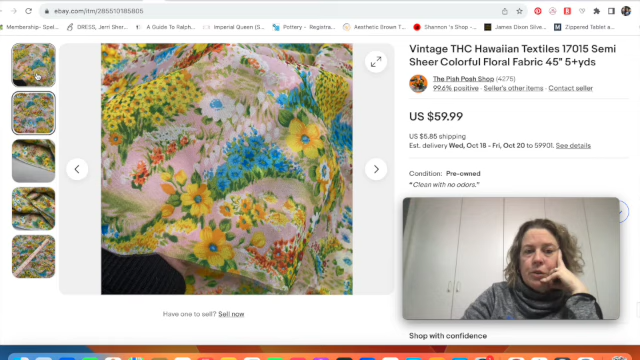 ebay.com/itm/285510185605
Membership- Spel... DRESS, Jerri Sher... A Guide To Ralph... Imperial Queen (S... Pottery - Registra... Aesthetic Brown T... Shannon 's Shop -... James Dixon Silve... Zippered Tablet a...
Vintage THC Hawaiian Textiles 17015 Semi
Sheer Colorful Floral Fabric 45" 5+yds
The Pish Posh Shop (4275)
99.6% positive · Seller's other items · Contact seller
US $59.99
US $5.85 shipping
Est. delivery Wed, Oct 18 - Fri, Oct 20 to 59901. See details
Condition: Pre-owned
"Clean with no odors."
Have one to sell? Sell now
Shop with confidence